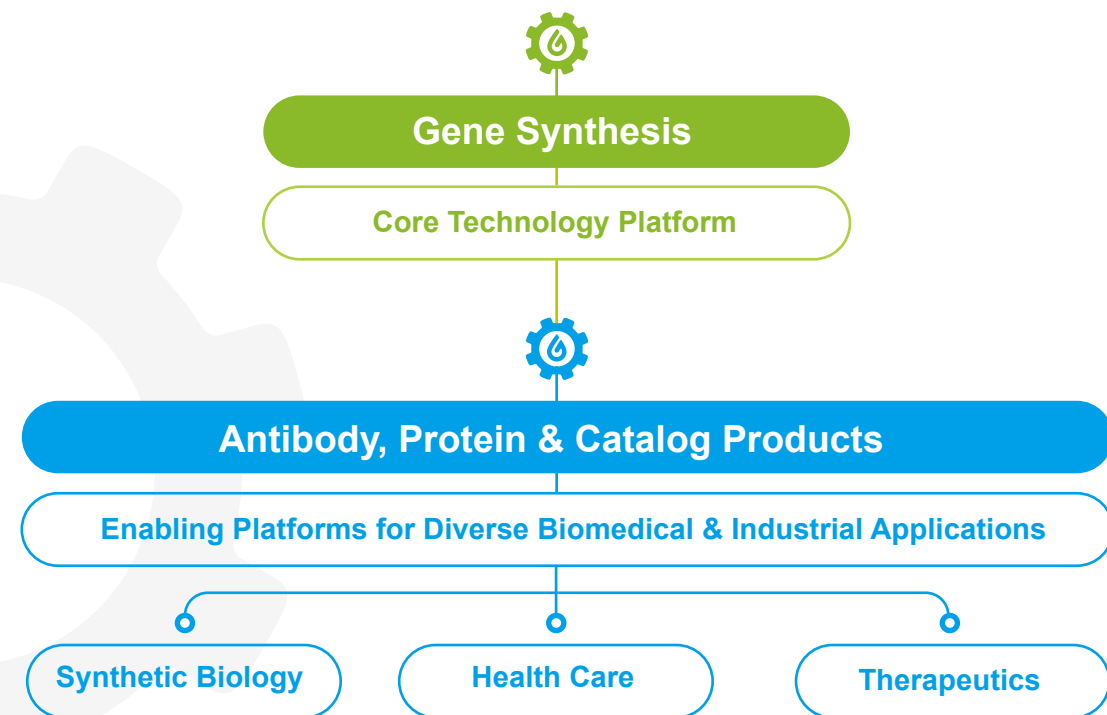 Gene Synthesis
Core Technology Platform
Antibody, Protein & Catalog Products
Enabling Platforms for Diverse Biomedical & Industrial Applications
Synthetic Biology
Health Care
Therapeutics